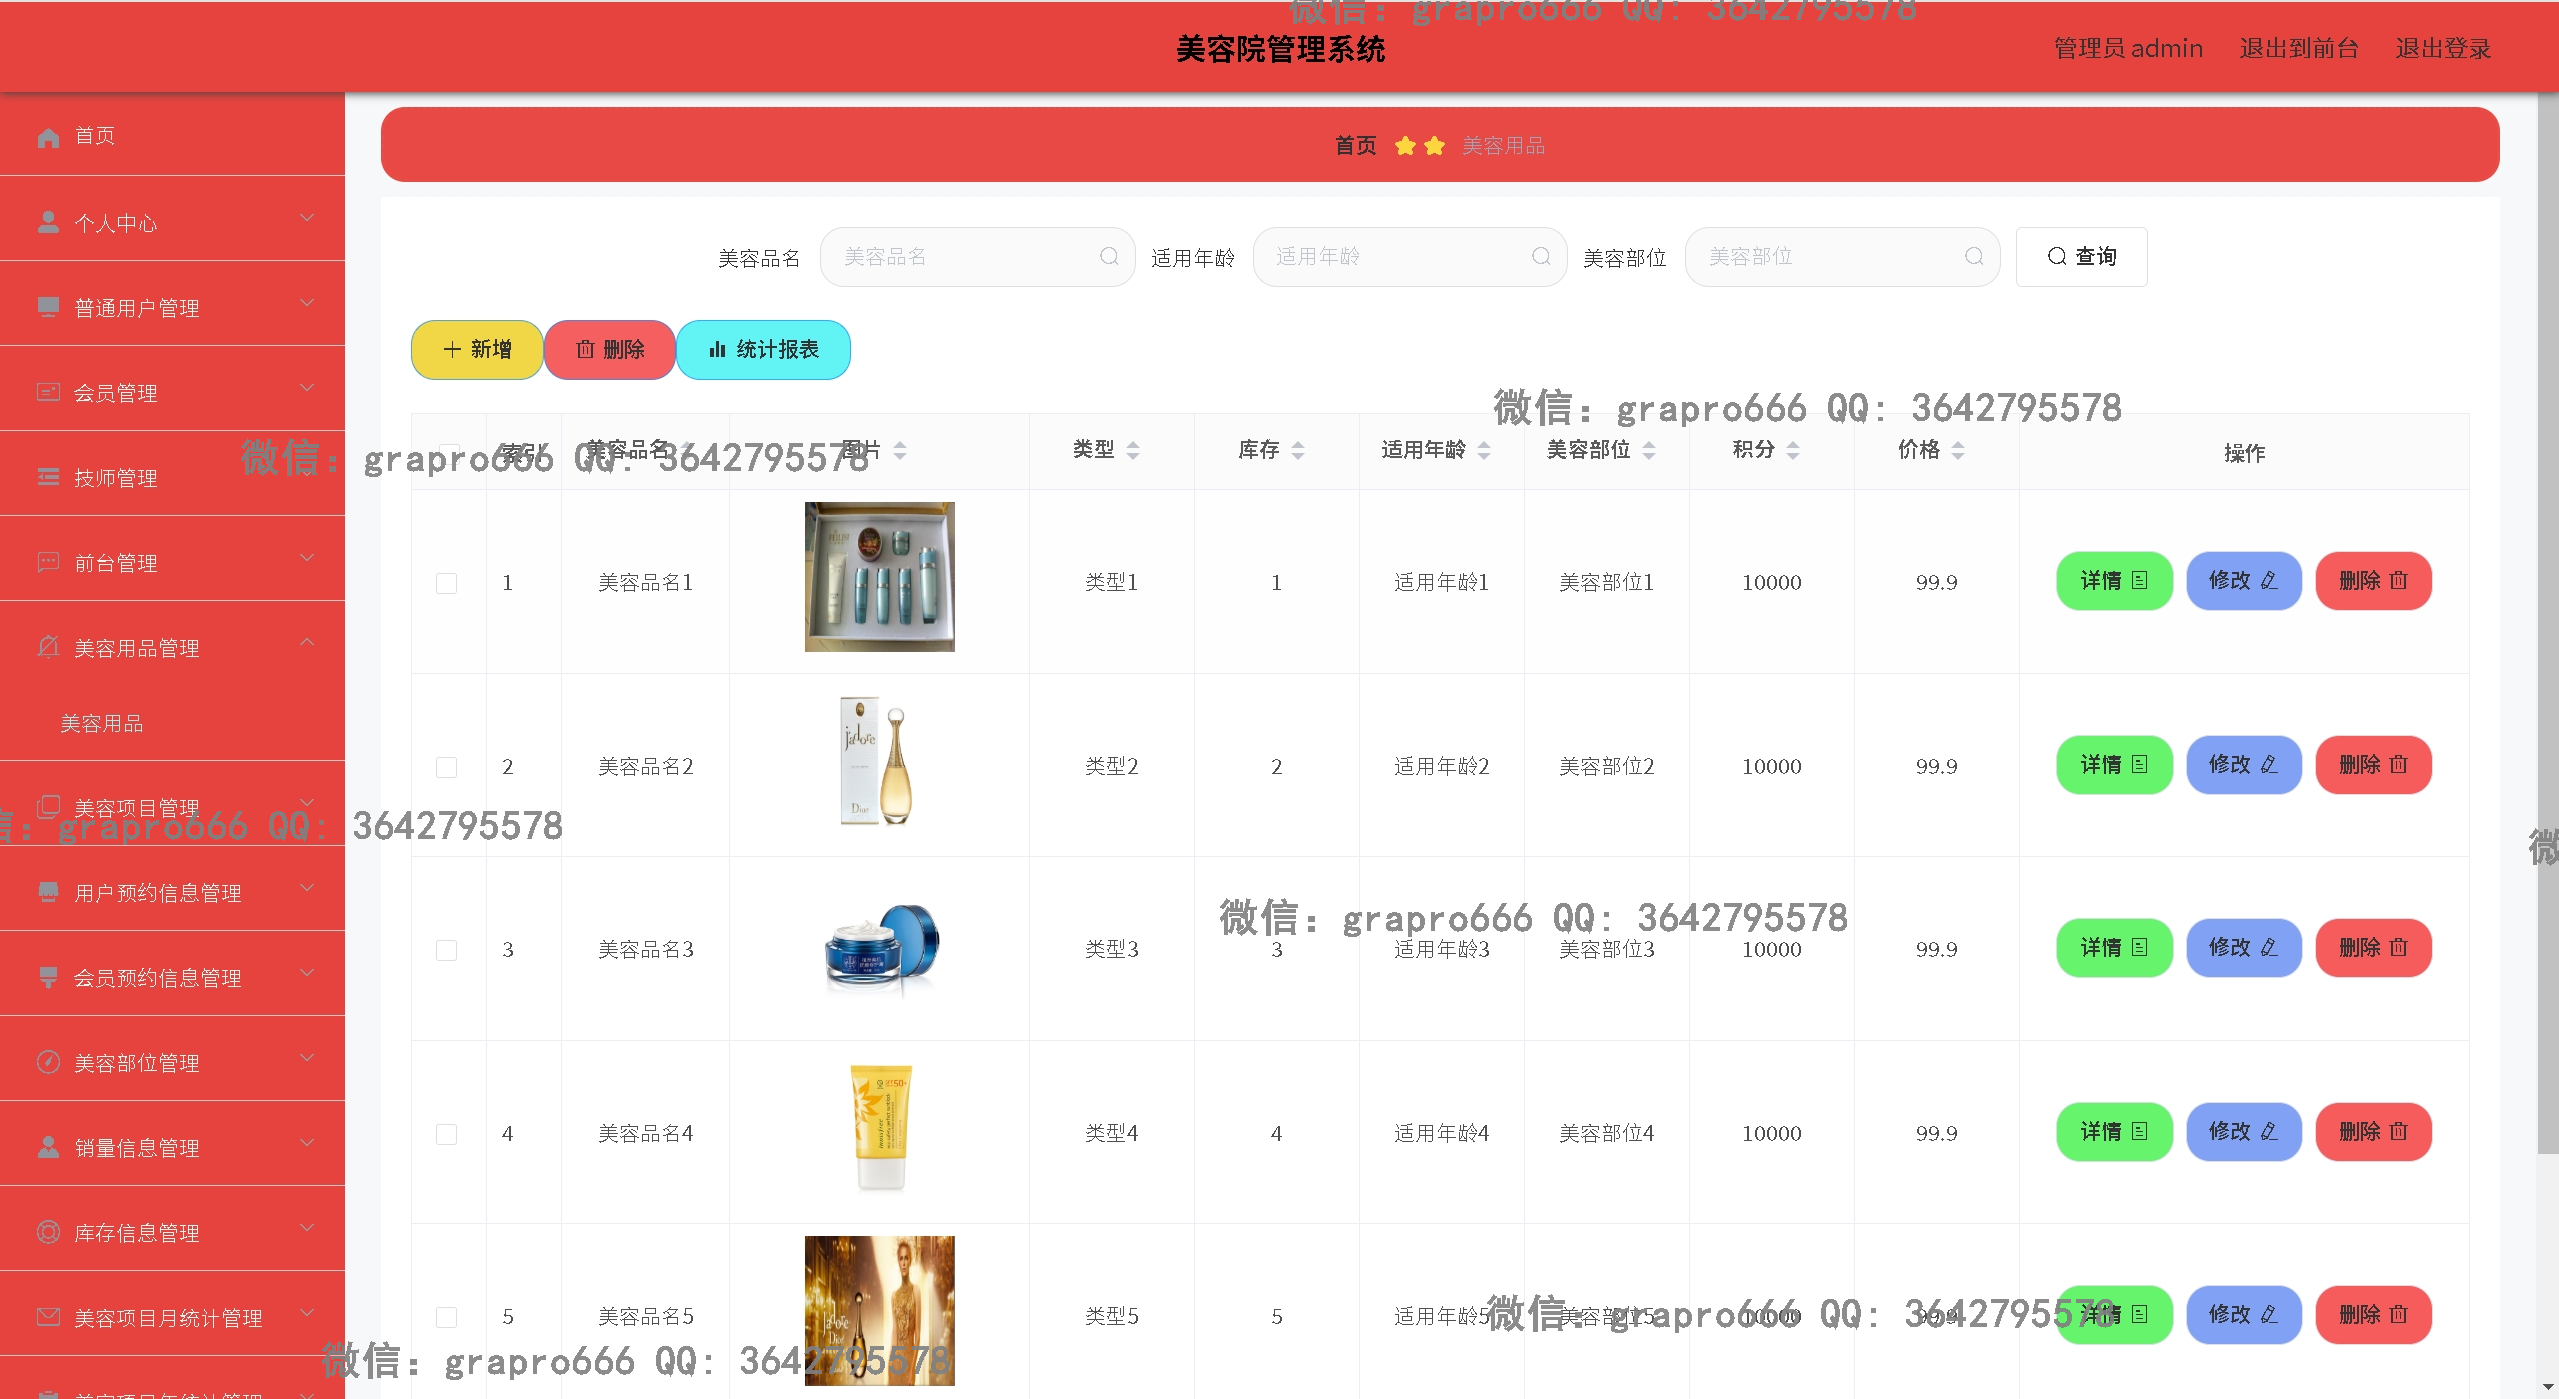 微信: grapro666 QQ: 3642795578
美容院管理系统
管理员 admin 退出到前台 退出登录
首页 美容用品
首页
个人中心
普通用户管理
会员管理
技师管理
前台管理
美容用品管理
美容用品
美容项目管理
用户预约信息管理
会员预约信息管理
美容部位管理
销量信息管理
库存信息管理
美容项目月统计管理
美容项目年统计管理
美容品名 美容品名 适用年龄 适用年龄 美容部位 美容部位 查询
新增 删除 统计报表
微信: grapro666 QQ: 3642795578
索引 美容品名 图片 类型 库存 适用年龄 美容部位 积分 价格 操作
微信: grapro666 QQ: 3642795578
1 美容品名1 类型1 1 适用年龄1 美容部位1 10000 99.9 详情 修改 删除
2 美容品名2 类型2 2 适用年龄2 美容部位2 10000 99.9 详情 修改 删除
j'adore
Dior
信: grapro666 QQ: 3642795578
微
微信: grapro666 QQ: 3642795578
3 美容品名3 类型3 3 适用年龄3 美容部位3 10000 99.9 详情 修改 删除
4 美容品名4 类型4 4 适用年龄4 美容部位4 10000 99.9 详情 修改 删除
SPF50+
innisfree
5 美容品名5 类型5 5 适用年龄5 美容部位5 10000 99.9 详情 修改 删除
j'adore
Dior
微信: grapro666 QQ: 3642795578
微信: grapro666 QQ: 3642795578